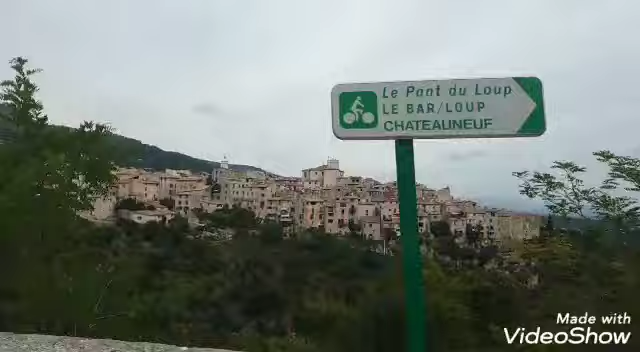 Le Pont du Loup
LE BAR/LOUP
CHATEAUNEUF
Made with
VideoShow